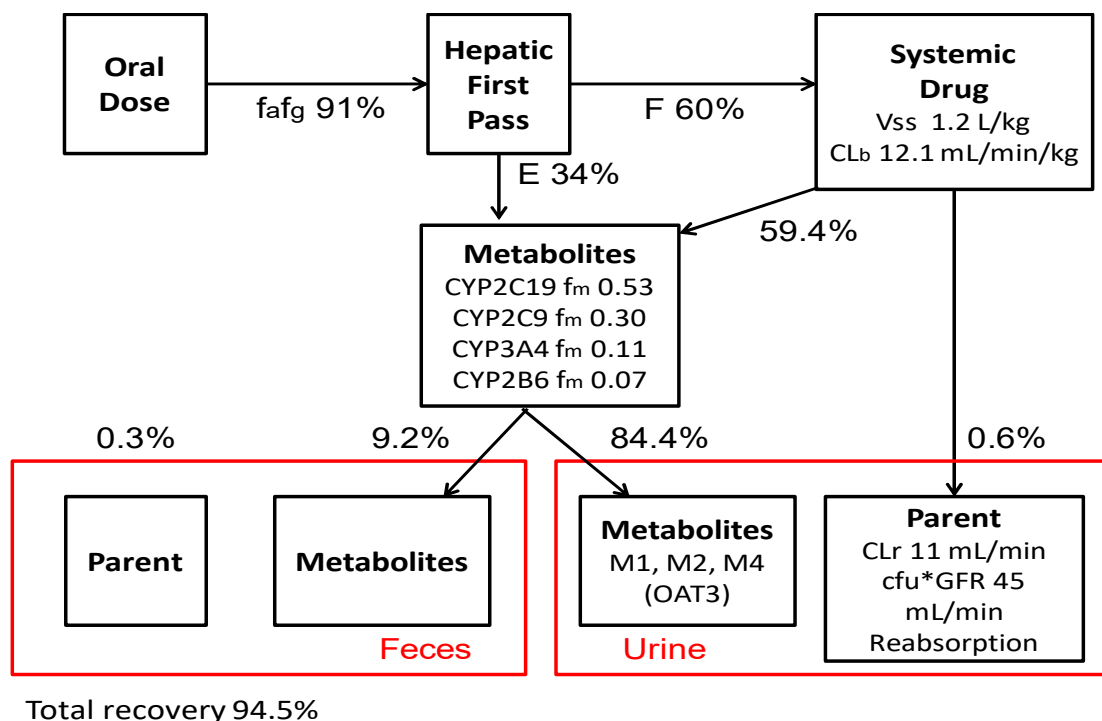 Oral
Dose
fafg 91%
Hepatic
First
Pass
F 60%
Systemic
Drug
Vss 1.2 L/kg
CLb 12.1 mL/min/kg
E 34%
59.4%
Metabolites
CYP2C19 fm 0.53
CYP2C9 fm 0.30
CYP3A4 fm 0.11
CYP2B6 fm 0.07
0.3%
9.2%
84.4%
0.6%
Parent
Metabolites
Feces
Metabolites
M1, M2, M4
(OAT3)
Urine
Parent
CLr 11 mL/min
cfu*GFR 45
mL/min
Reabsorption
Total recovery 94.5%